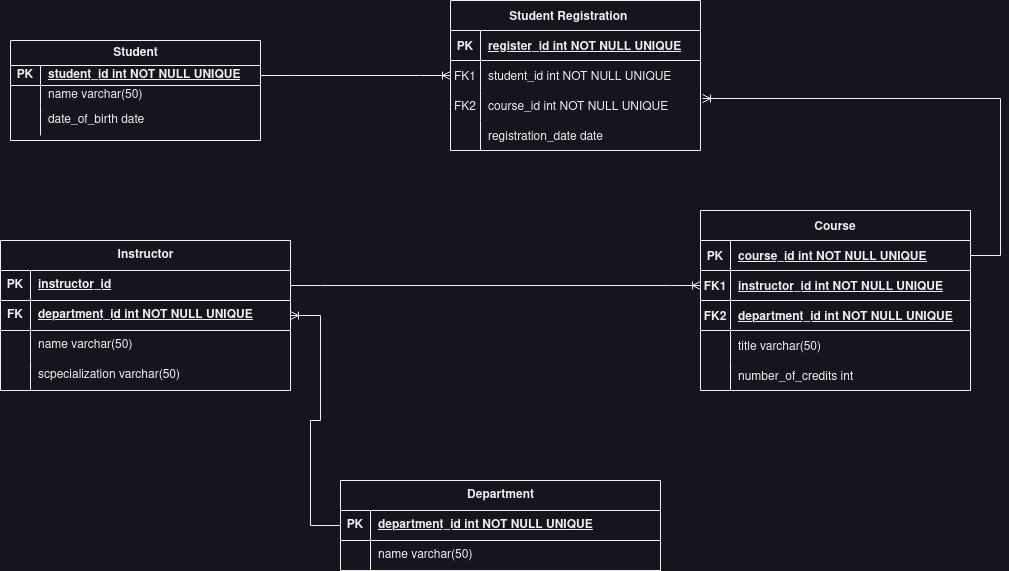 Student
PK student_id int NOT NULL UNIQUE
name varchar(50)
date_of_birth date
Student Registration
PK register_id int NOT NULL UNIQUE
FK1 student_id int NOT NULL UNIQUE
FK2 course_id int NOT NULL UNIQUE
registration_date date
Instructor
PK instructor_id
FK department_id int NOT NULL UNIQUE
name varchar(50)
scpecialization varchar(50)
Course
PK course_id int NOT NULL UNIQUE
FK1 instructor_id int NOT NULL UNIQUE
FK2 department_id int NOT NULL UNIQUE
title varchar(50)
number_of_credits int
Department
PK department_id int NOT NULL UNIQUE
name varchar(50)